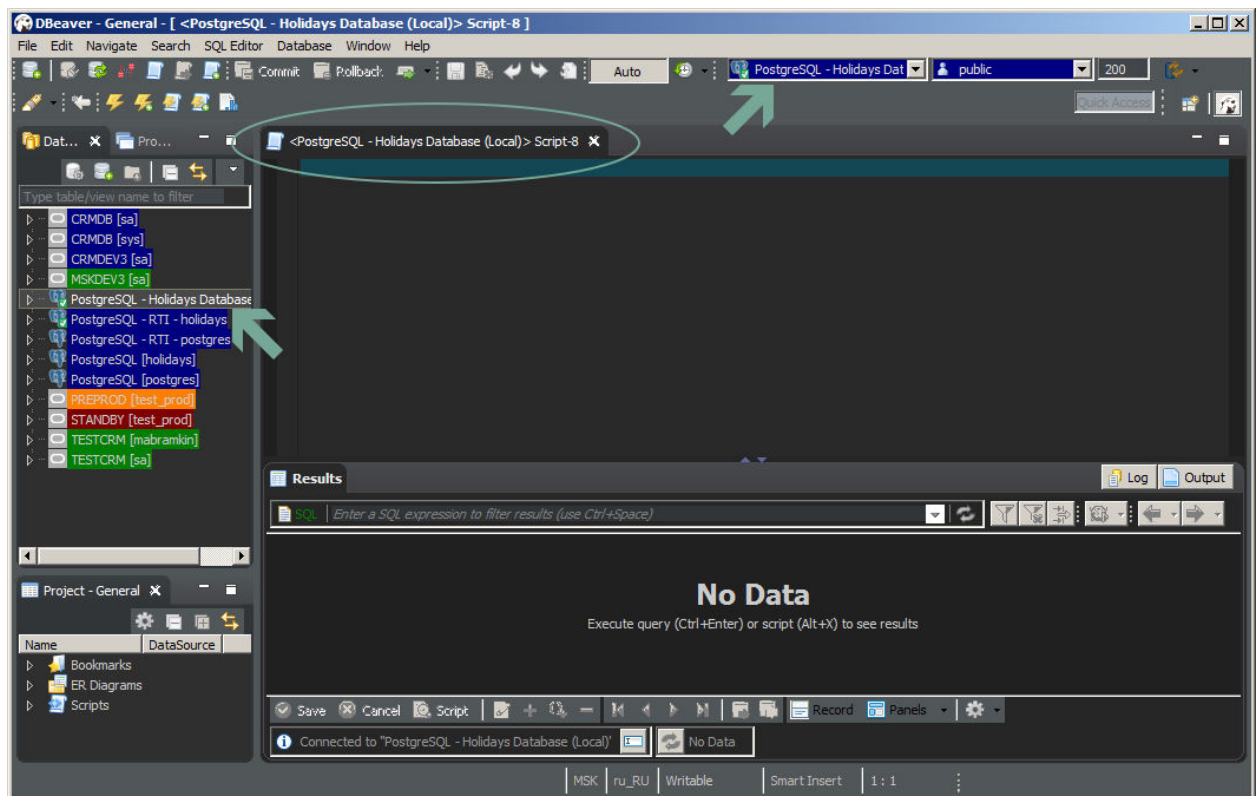 DBeaver - General - [ <PostgreSQL - Holidays Database (Local)> Script-8 ]
File Edit Navigate Search SQL Editor Database Window Help
Commit Rollback Auto PostgreSQL - Holidays Dat public 200
Quick Access
Dat... Pro... <PostgreSQL - Holidays Database (Local)> Script-8
Type table/view name to filter
CRMDB [sa]
CRMDB [sys]
CRMDEV3 [sa]
MSKDEV3 [sa]
PostgreSQL - Holidays Database
PostgreSQL - RTI - holidays
PostgreSQL - RTI - postgres
PostgreSQL [holidays]
PostgreSQL [postgres]
PREPROD [test_prod]
STANDBY [test_prod]
TESTCRM [mabramkin]
TESTCRM [sa]
Results Log Output
SQL Enter a SQL expression to filter results (use Ctrl+Space)
No Data
Execute query (Ctrl+Enter) or script (Alt+X) to see results
Project - General
Name DataSource
Bookmarks
ER Diagrams
Scripts
Save Cancel Script Record Panels
Connected to "PostgreSQL - Holidays Database (Local)" No Data
MSK ru_RU Writable Smart Insert 1 : 1